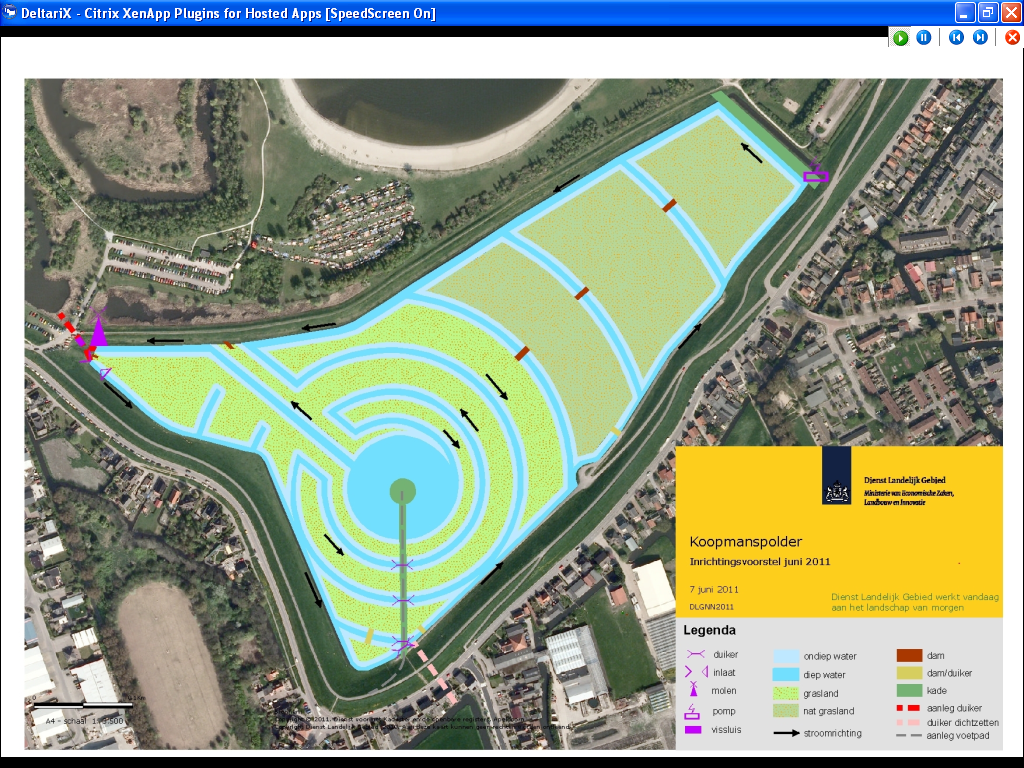 DeltariX - Citrix XenApp Plugins for Hosted Apps [SpeedScreen On]
Dienst Landelijk Gebied
Ministerie van Economische Zaken,
Landbouw en Innovatie
Koopmanspolder
Inrichtingsvoorstel juni 2011
7 juni 2011
DLGNN2011
Dienst Landelijk Gebied werkt vandaag
aan het landschap van morgen
Legenda
duiker
inlaat
molen
pomp
vissluis
ondiep water
diep water
grasland
nat grasland
stroomrichting
dam
dam/duiker
kade
aanleg duiker
duiker dichtzetten
aanleg voetpad
A4 - schaal